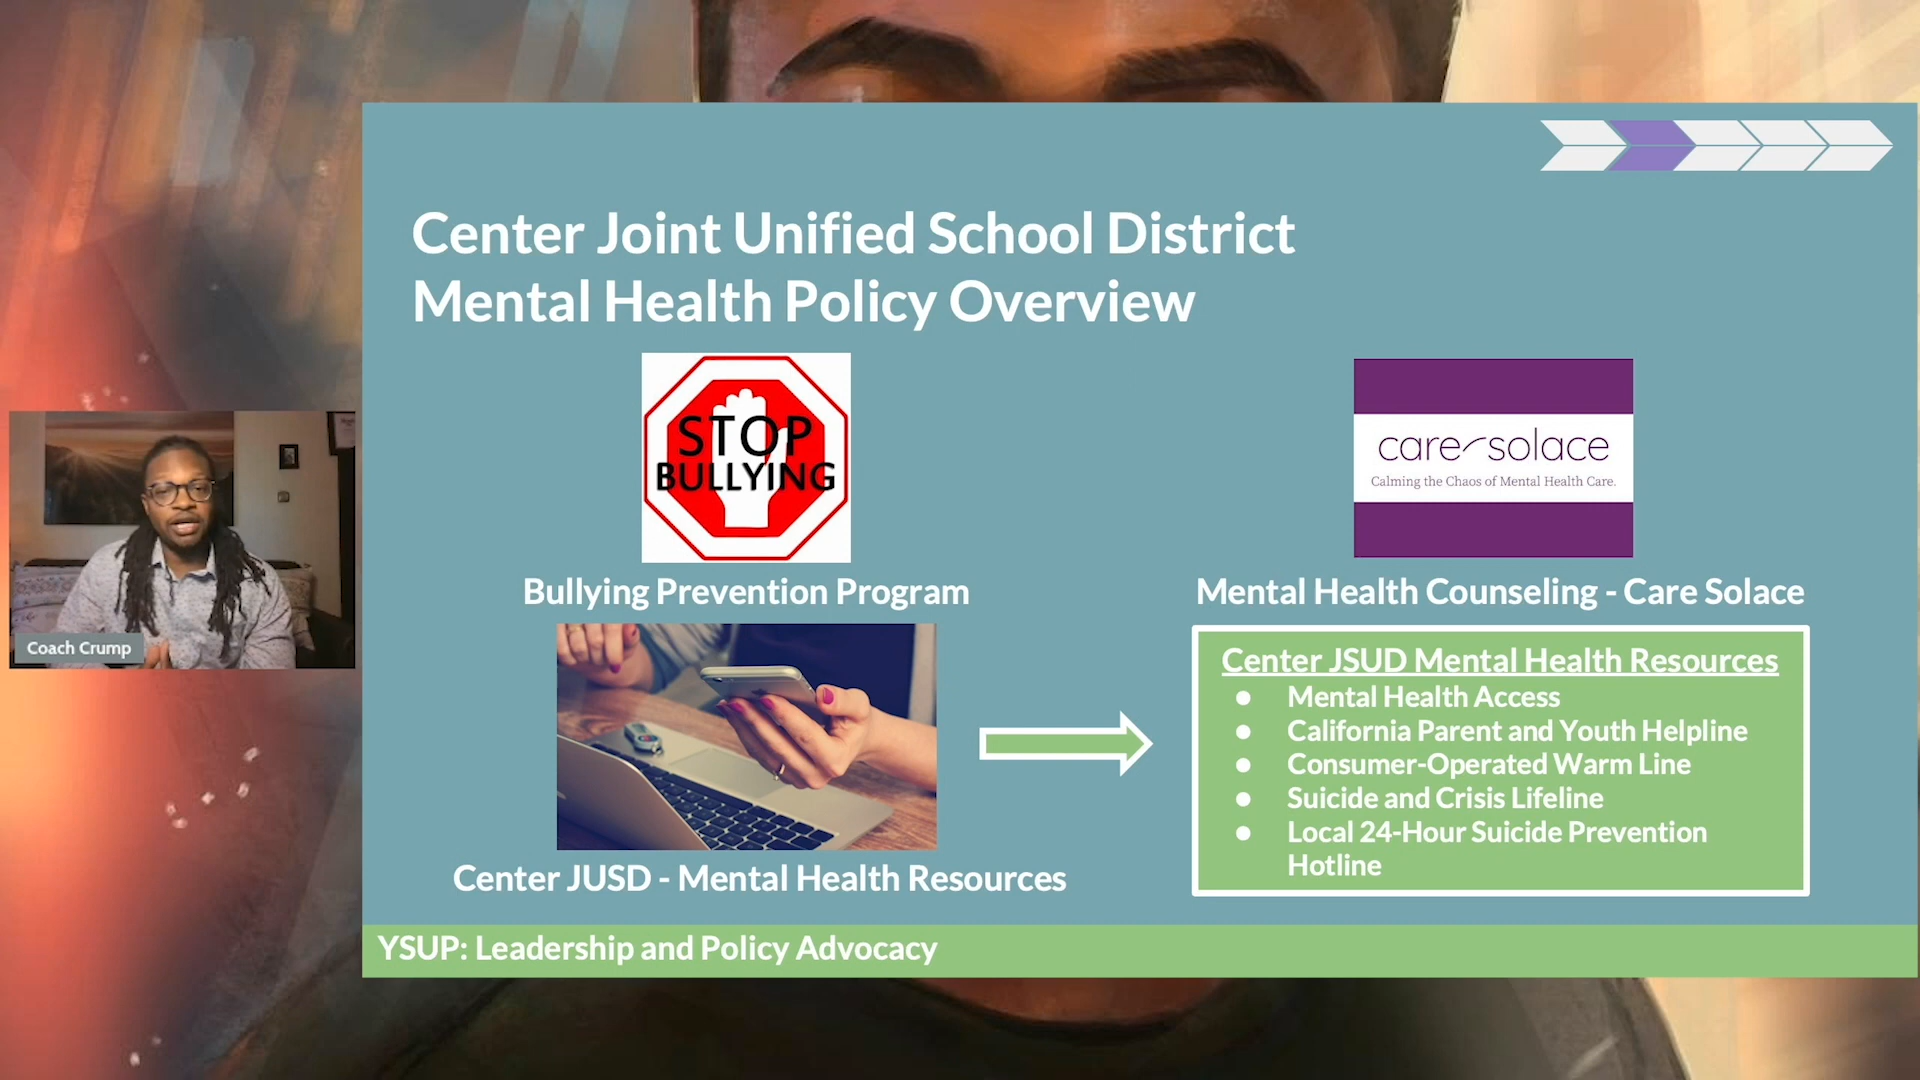 Center Joint Unified School District
Mental Health Policy Overview
STOP
BULLYING
Bullying Prevention Program
care solace
Calming the Chaos of Mental Health Care.
Mental Health Counseling - Care Solace
Center JUSD - Mental Health Resources
Center JSUD Mental Health Resources
● Mental Health Access
● California Parent and Youth Helpline
● Consumer-Operated Warm Line
● Suicide and Crisis Lifeline
● Local 24-Hour Suicide Prevention
Hotline
YSUP: Leadership and Policy Advocacy
Coach Crump